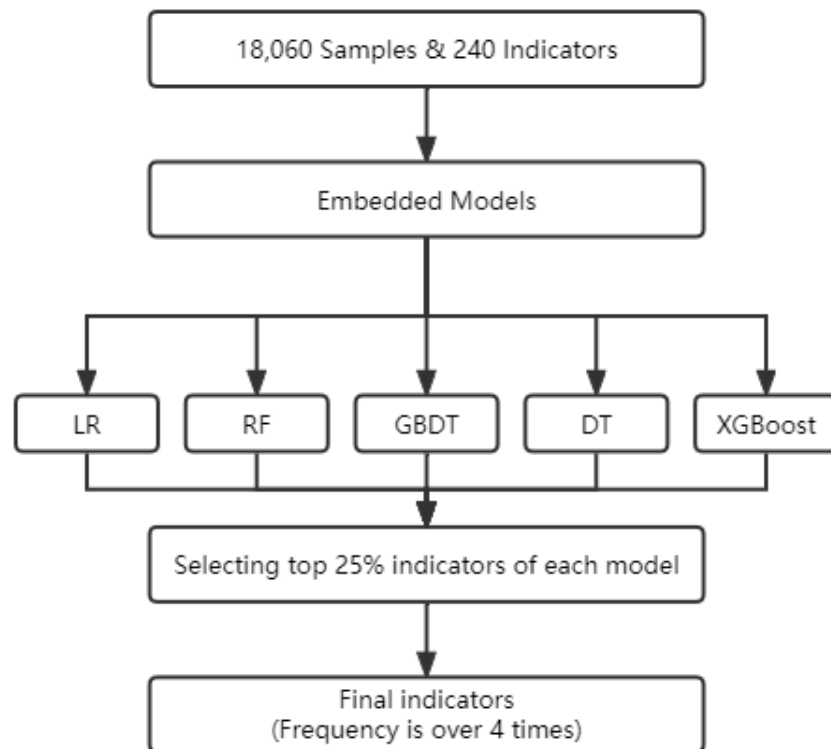 18,060 Samples & 240 Indicators
Embedded Models
LR
RF
GBDT
DT
XGBoost
Selecting top 25% indicators of each model
Final indicators
(Frequency is over 4 times)